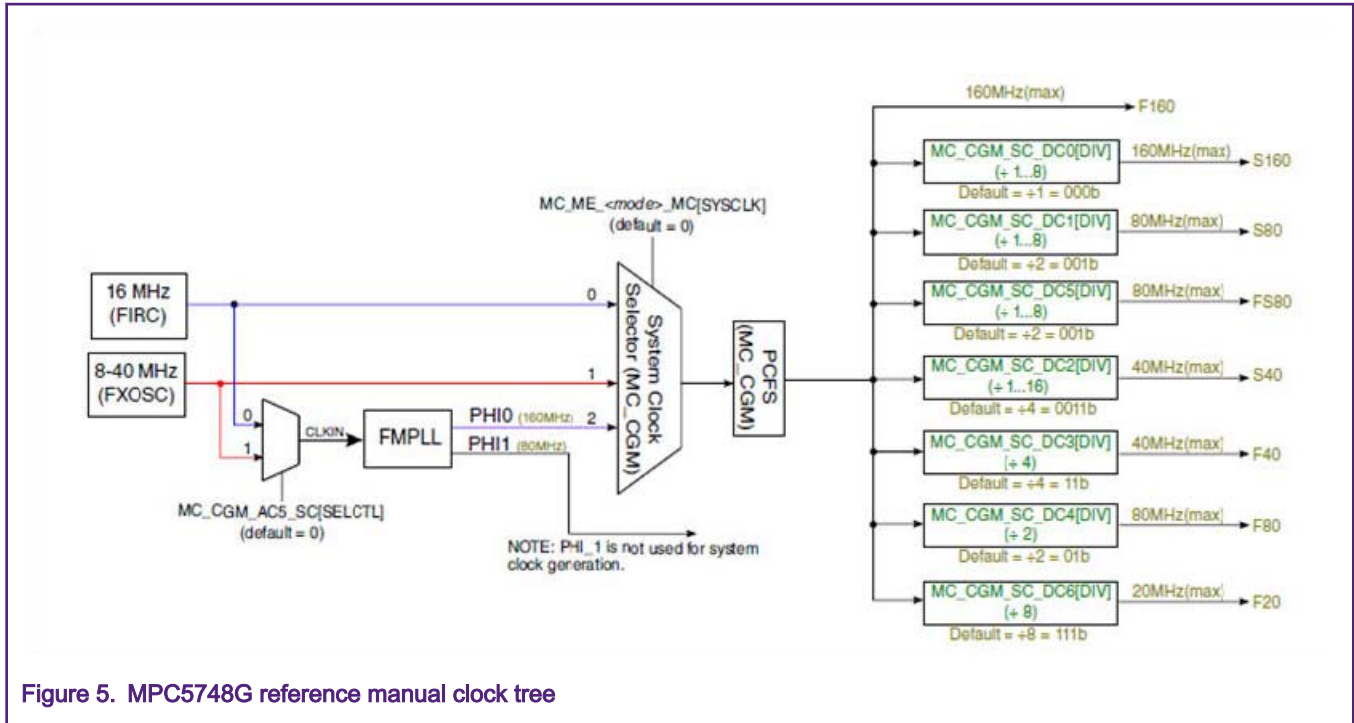 16 MHz
(FIRC)
8-40 MHz
(FXOSC)
0
1
CLKIN
MC_CGM_AC5_SC[SELCTL]
(default = 0)
FMPLL
PHI0 (160MHz)
PHI1 (80MHz)
NOTE: PHI_1 is not used for system
clock generation.
MC_ME_<mode>_MC[SYSCLK]
(default = 0)
0
1
2
System Clock
Selector (MC_CGM)
PCFS
(MC_CGM)
160MHz(max)
F160
MC_CGM_SC_DC0[DIV]
(÷ 1...8)
Default = ÷1 = 000b
160MHz(max)
S160
MC_CGM_SC_DC1[DIV]
(÷ 1...8)
Default = ÷2 = 001b
80MHz(max)
S80
MC_CGM_SC_DC5[DIV]
(÷ 1...8)
Default = ÷2 = 001b
80MHz(max)
FS80
MC_CGM_SC_DC2[DIV]
(÷ 1...16)
Default = ÷4 = 0011b
40MHz(max)
S40
MC_CGM_SC_DC3[DIV]
(÷ 4)
Default = ÷4 = 11b
40MHz(max)
F40
MC_CGM_SC_DC4[DIV]
(÷ 2)
Default = ÷2 = 01b
80MHz(max)
F80
MC_CGM_SC_DC6[DIV]
(÷ 8)
Default = ÷8 = 111b
20MHz(max)
F20
Figure 5. MPC5748G reference manual clock tree